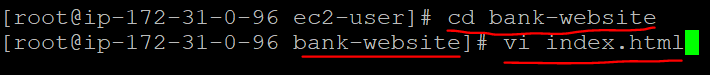 [root@ip-172-31-0-96 ec2-user]# cd bank-website
[root@ip-172-31-0-96 bank-website]# vi index.html